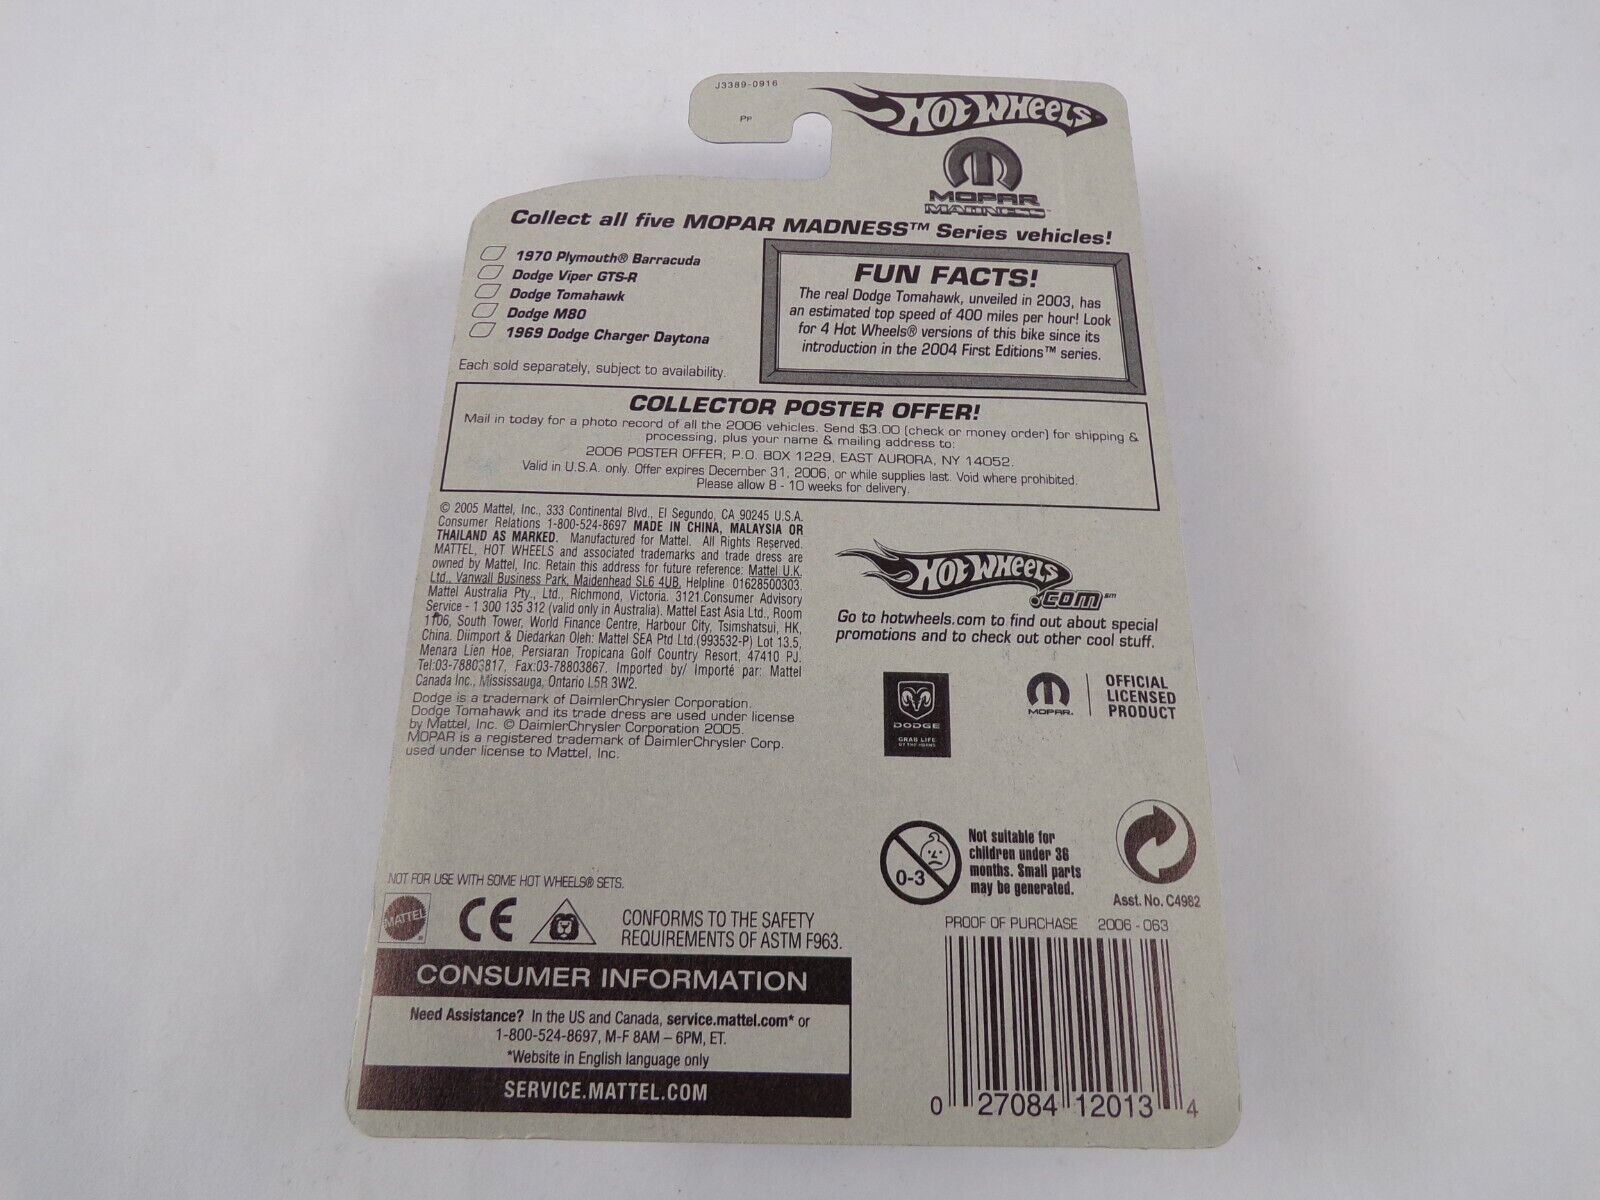 J3389-0916
PP
HOT WHEELS
MOPAR
MADNESS™
Collect all five MOPAR MADNESS™ Series vehicles!
1970 Plymouth® Barracuda
Dodge Viper GTS-R
Dodge Tomahawk
Dodge M80
1969 Dodge Charger Daytona
Each sold separately, subject to availability.
FUN FACTS!
The real Dodge Tomahawk, unveiled in 2003, has
an estimated top speed of 400 miles per hour! Look
for 4 Hot Wheels® versions of this bike since its
introduction in the 2004 First Editions™ series.
COLLECTOR POSTER OFFER!
Mail in today for a photo record of all the 2006 vehicles. Send $3.00 (check or money order) for shipping &
processing, plus your name & mailing address to:
2006 POSTER OFFER, P.O. BOX 1229, EAST AURORA, NY 14052.
Valid in U.S.A. only. Offer expires December 31, 2006, or while supplies last. Void where prohibited.
Please allow 8 - 10 weeks for delivery.
© 2005 Mattel, Inc., 333 Continental Blvd., El Segundo, CA 90245 U.S.A.
Consumer Relations 1-800-524-8697 MADE IN CHINA, MALAYSIA OR
THAILAND AS MARKED. Manufactured for Mattel. All Rights Reserved.
MATTEL, HOT WHEELS and associated trademarks and trade dress are
owned by Mattel, Inc. Retain this address for future reference: Mattel U.K.
Ltd., Vanwall Business Park, Maidenhead SL6 4UB. Helpline 01628500303.
Mattel Australia Pty., Ltd., Richmond, Victoria. 3121.Consumer Advisory
Service - 1 300 135 312 (valid only in Australia). Mattel East Asia Ltd., Room
1106, South Tower, World Finance Centre, Harbour City, Tsimshatsui, HK,
China. Diimport & Diedarkan Oleh: Mattel SEA Ptd Ltd.(993532-P) Lot 13.5,
Menara Lien Hoe, Persiaran Tropicana Golf Country Resort, 47410 PJ.
Tel:03-78803817, Fax:03-78803867. Imported by/ Importé par: Mattel
Canada Inc., Mississauga, Ontario L5R 3W2.
Dodge is a trademark of DaimlerChrysler Corporation.
Dodge Tomahawk and its trade dress are used under license
by Mattel, Inc. © DaimlerChrysler Corporation 2005.
MOPAR is a registered trademark of DaimlerChrysler Corp.
used under license to Mattel, Inc.
HOT WHEELS
.COM℠
Go to hotwheels.com to find out about special
promotions and to check out other cool stuff.
DODGE
GRAB LIFE
BY THE HORNS
MOPAR.
OFFICIAL
LICENSED
PRODUCT
0-3
Not suitable for
children under 36
months. Small parts
may be generated.
Asst. No. C4982
NOT FOR USE WITH SOME HOT WHEELS® SETS.
MATTEL
CE
CONFORMS TO THE SAFETY
REQUIREMENTS OF ASTM F963.
PROOF OF PURCHASE 2006 - 063
CONSUMER INFORMATION
Need Assistance? In the US and Canada, service.mattel.com* or
1-800-524-8697, M-F 8AM – 6PM, ET.
*Website in English language only
SERVICE.MATTEL.COM
0 27084 12013 4